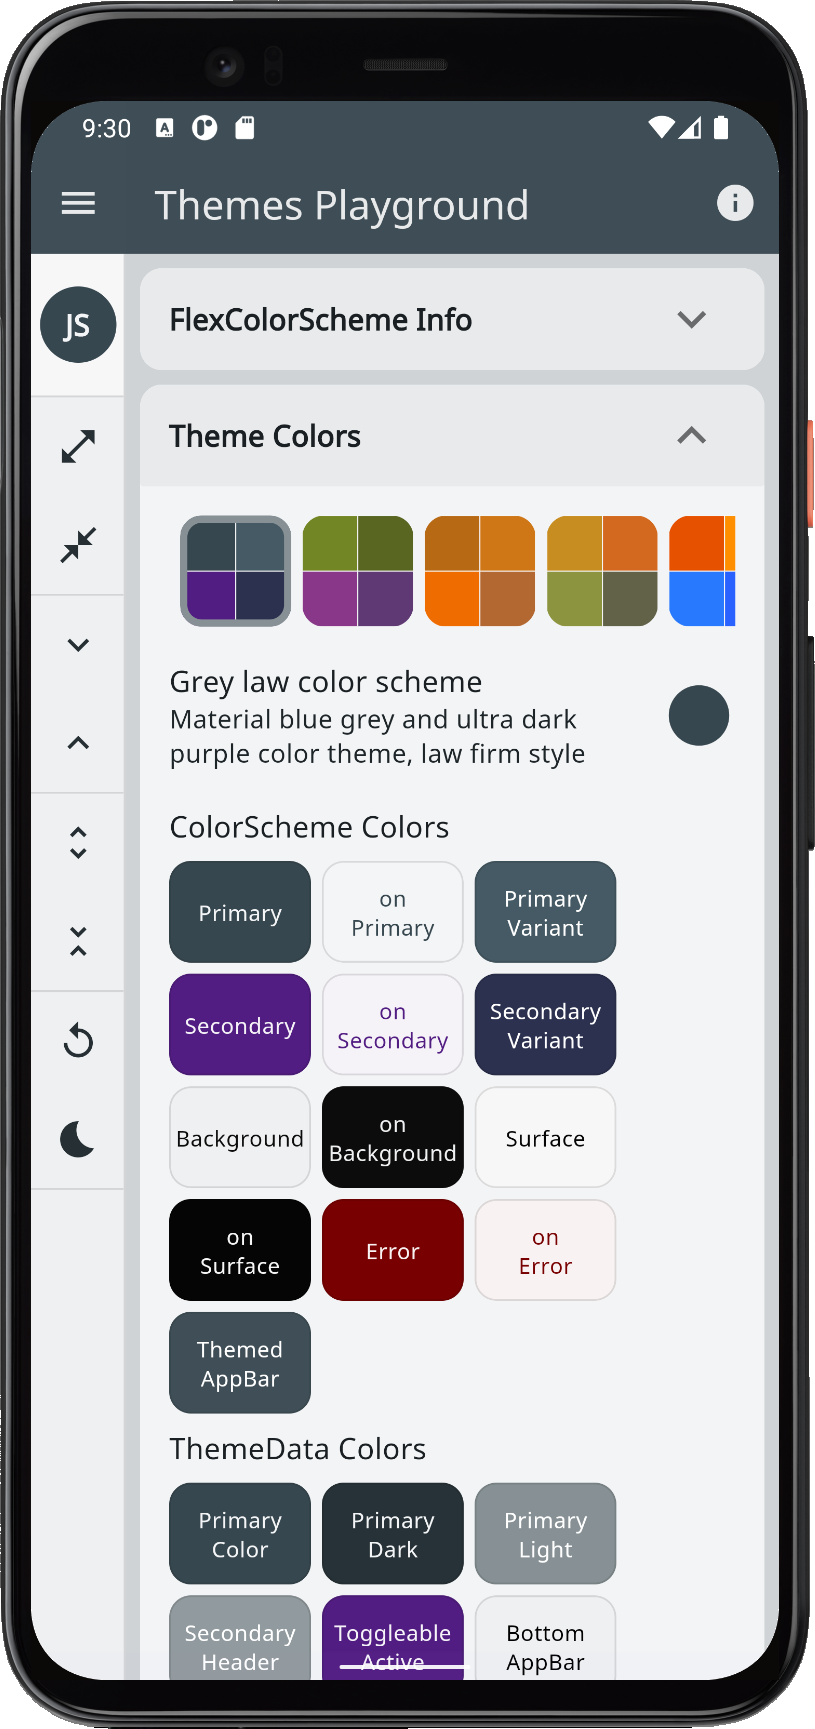 9:30
A
Themes Playground
JS
FlexColorScheme Info
Theme Colors
Grey law color scheme
Material blue grey and ultra dark
purple color theme, law firm style
ColorScheme Colors
Primary
on
Primary
Primary
Variant
Secondary
on
Secondary
Secondary
Variant
Background
on
Background
Surface
on
Surface
Error
on
Error
Themed
AppBar
ThemeData Colors
Primary
Color
Primary
Dark
Primary
Light
Secondary
Header
Toggleable
Active
Bottom
AppBar